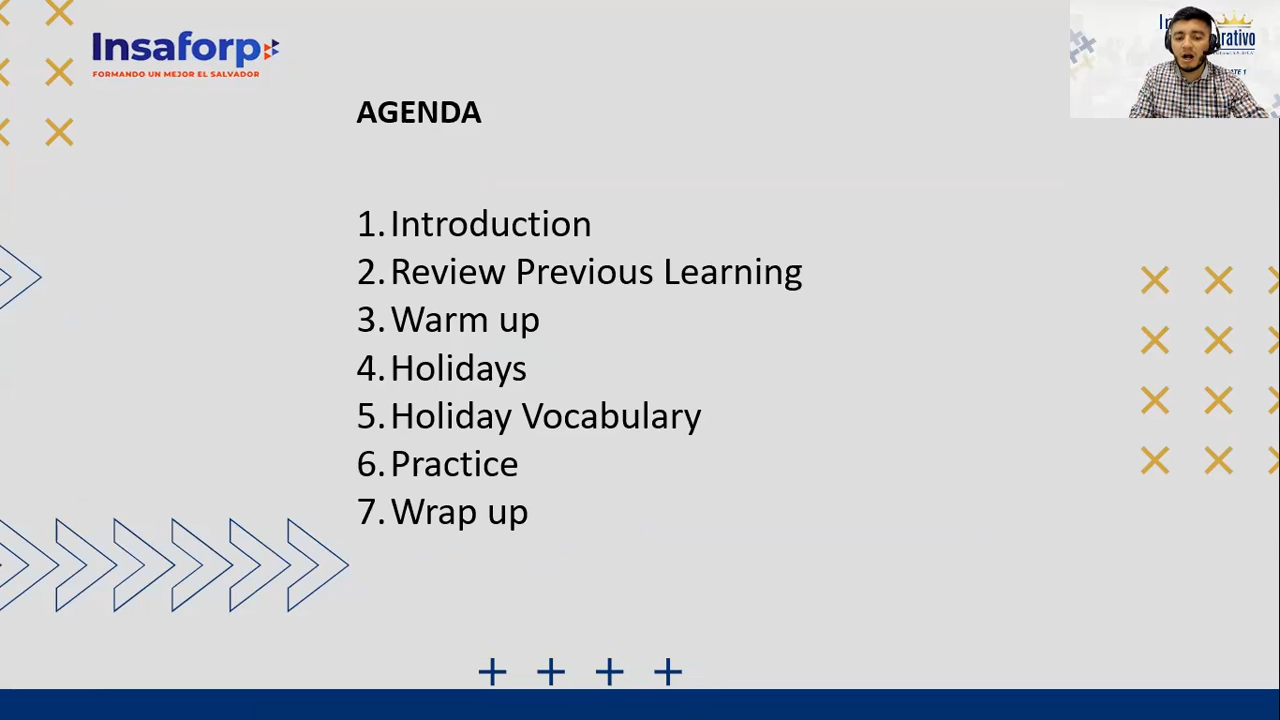 Insaforp
FORMANDO UN MEJOR EL SALVADOR
AGENDA
1. Introduction
2. Review Previous Learning
3. Warm up
4. Holidays
5. Holiday Vocabulary
6. Practice
7. Wrap up